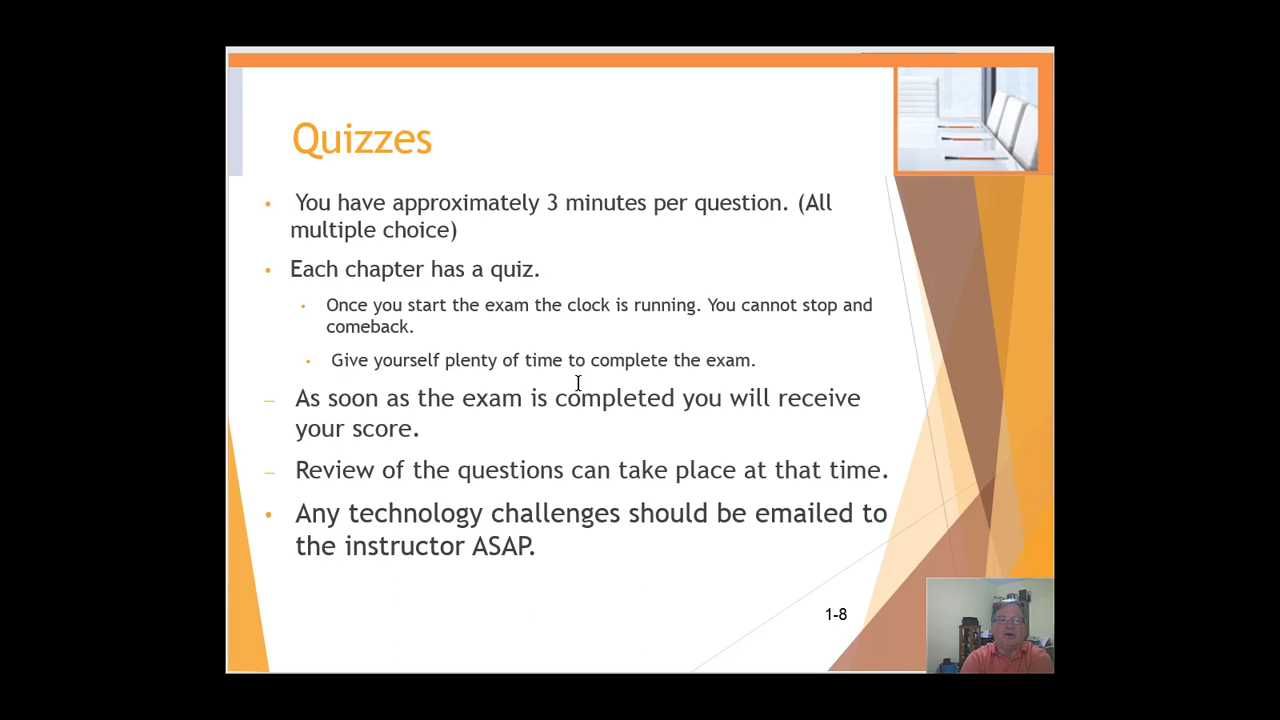 Quizzes
• You have approximately 3 minutes per question. (All
multiple choice)
• Each chapter has a quiz.
• Once you start the exam the clock is running. You cannot stop and
comeback.
• Give yourself plenty of time to complete the exam.
– As soon as the exam is completed you will receive
your score.
– Review of the questions can take place at that time.
• Any technology challenges should be emailed to
the instructor ASAP.
1-8